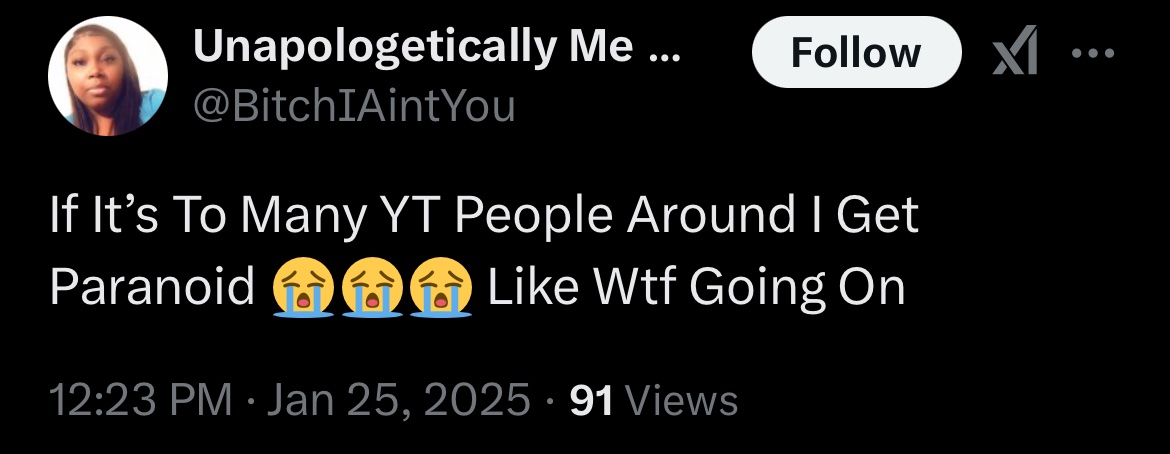 Unapologetically Me ...
Follow
@BitchIAintYou
If It’s To Many YT People Around I Get
Paranoid 😭😭😭 Like Wtf Going On
12:23 PM · Jan 25, 2025 · 91 Views